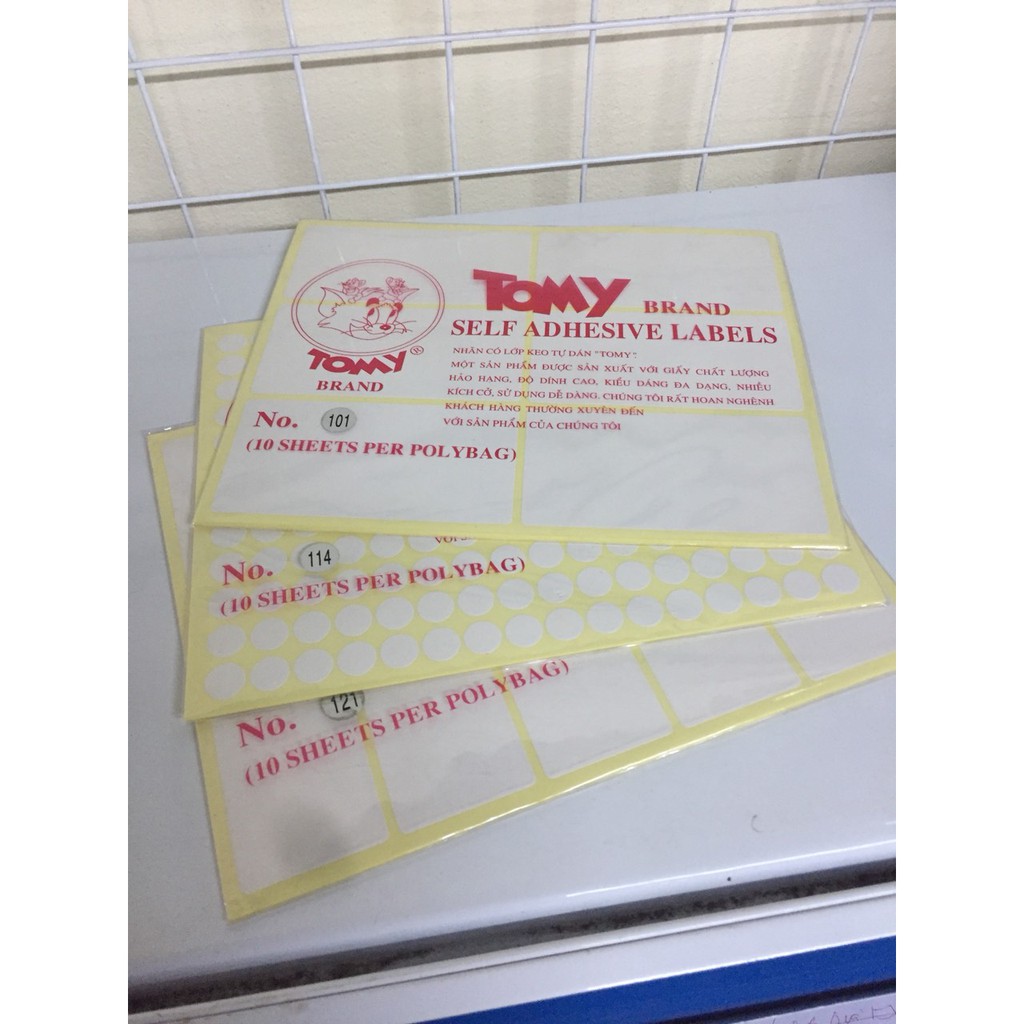 TOMY BRAND
SELF ADHESIVE LABELS
TOMY ®
BRAND
NHÃN CÓ LỚP KEO TỰ DÁN "TOMY".
MỘT SẢN PHẨM ĐƯỢC SẢN XUẤT VỚI GIẤY CHẤT LƯỢNG
HẢO HẠNG, ĐỘ DÍNH CAO, KIỂU DÁNG ĐA DẠNG, NHIỀU
KÍCH CỠ, SỬ DỤNG DỄ DÀNG. CHÚNG TÔI RẤT HOAN NGHÊNH
KHÁCH HÀNG THƯỜNG XUYÊN ĐẾN
VỚI SẢN PHẨM CỦA CHÚNG TÔI
No. 101
(10 SHEETS PER POLYBAG)
No. 114
(10 SHEETS PER POLYBAG)
No. 121
(10 SHEETS PER POLYBAG)